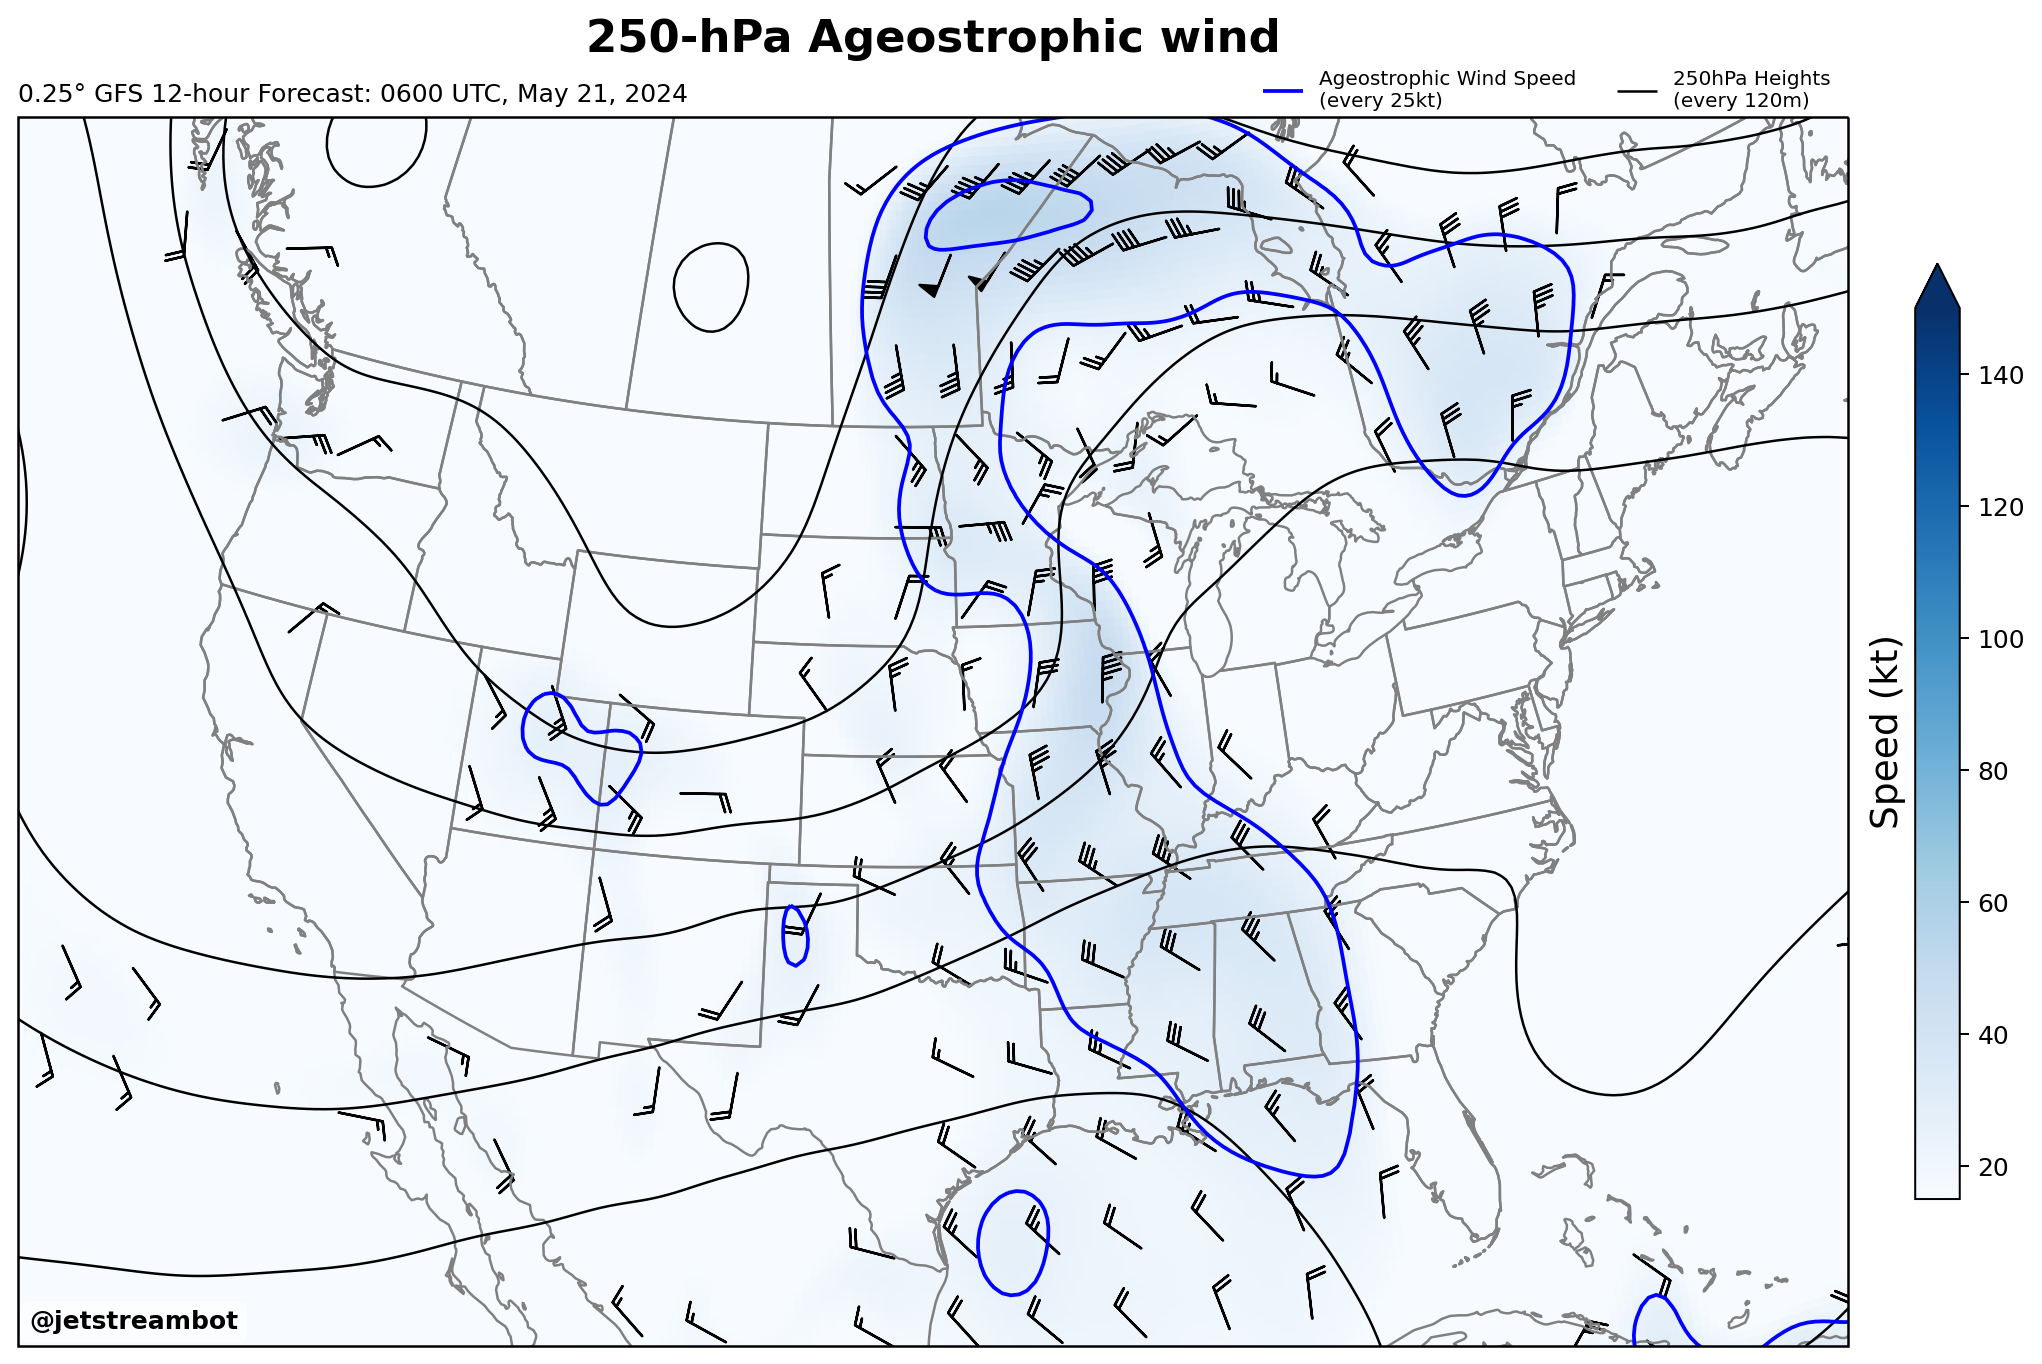 250-hPa Ageostrophic wind
0.25° GFS 12-hour Forecast: 0600 UTC, May 21, 2024
Ageostrophic Wind Speed
(every 25kt)
250hPa Heights
(every 120m)
140
120
100
80
60
40
20
Speed (kt)
@jetstreambot